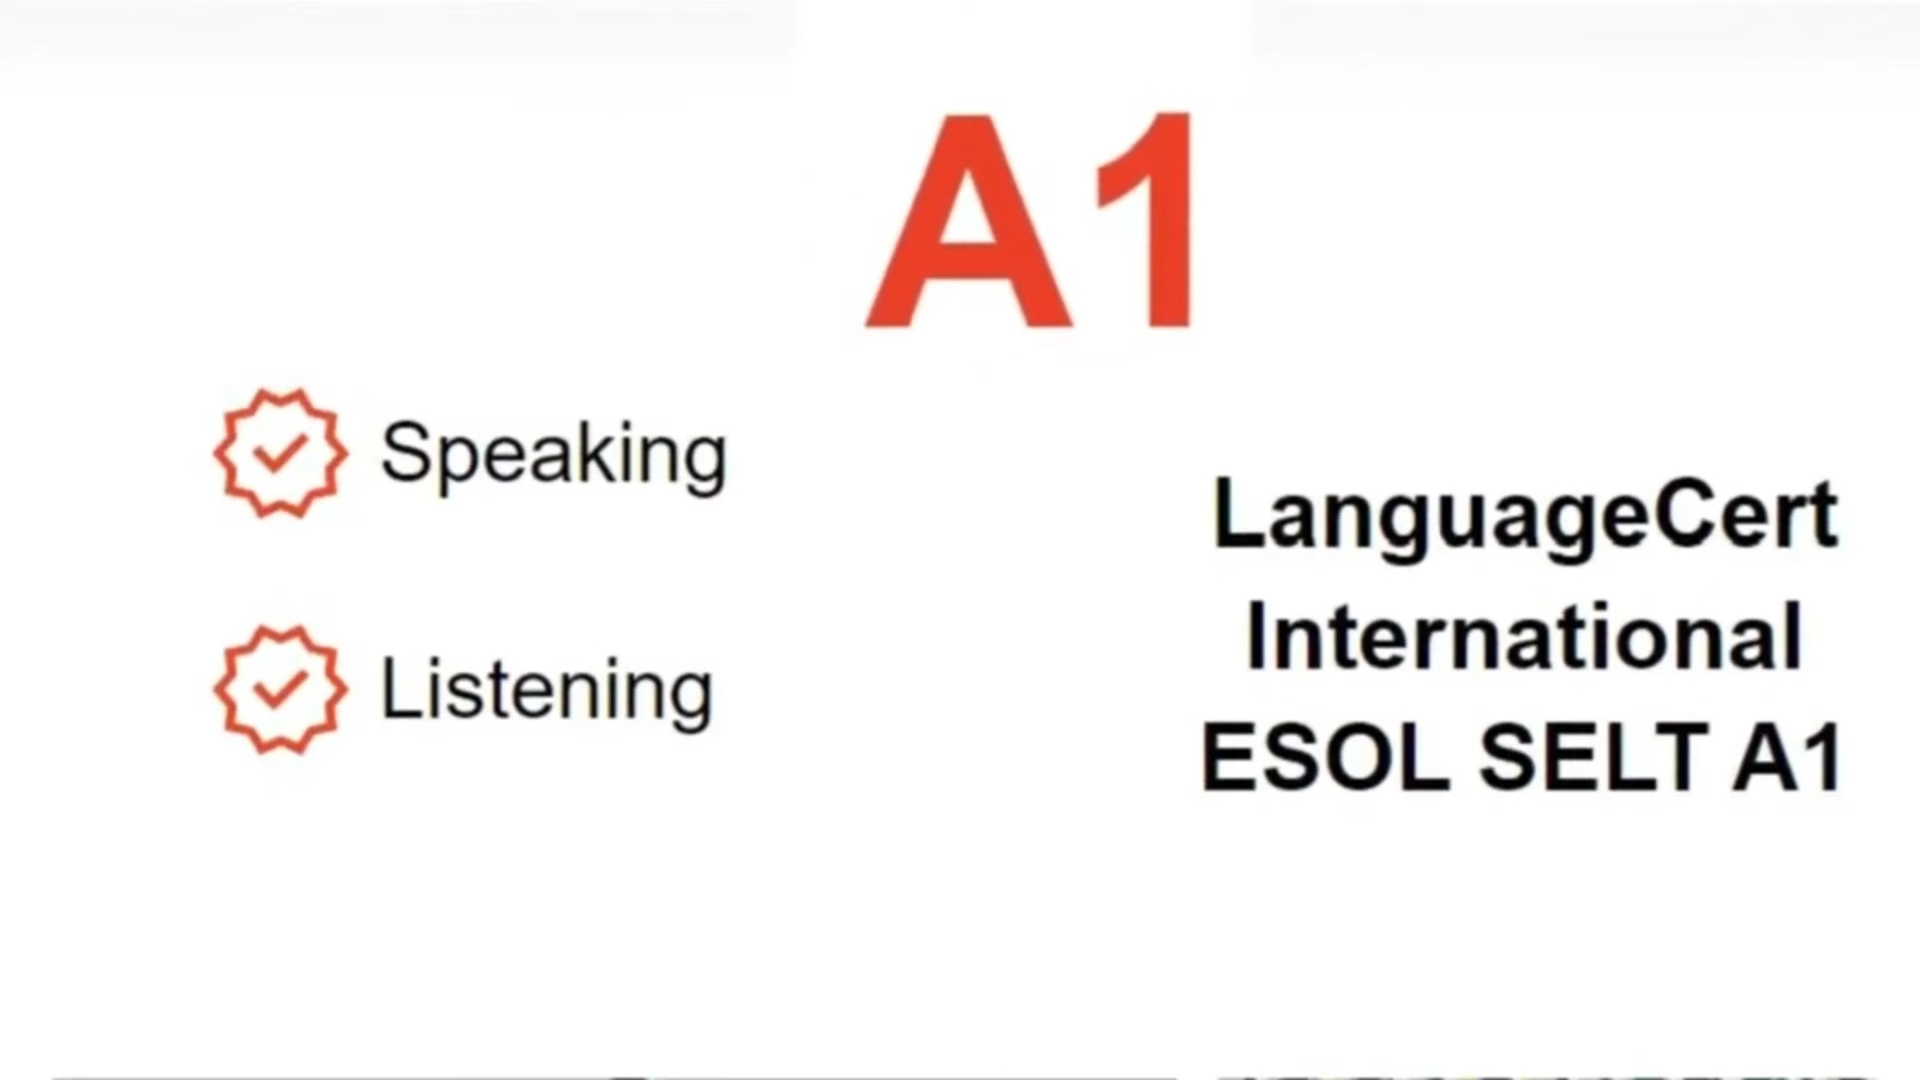 A1
Speaking
Listening
LanguageCert
International
ESOL SELT A1